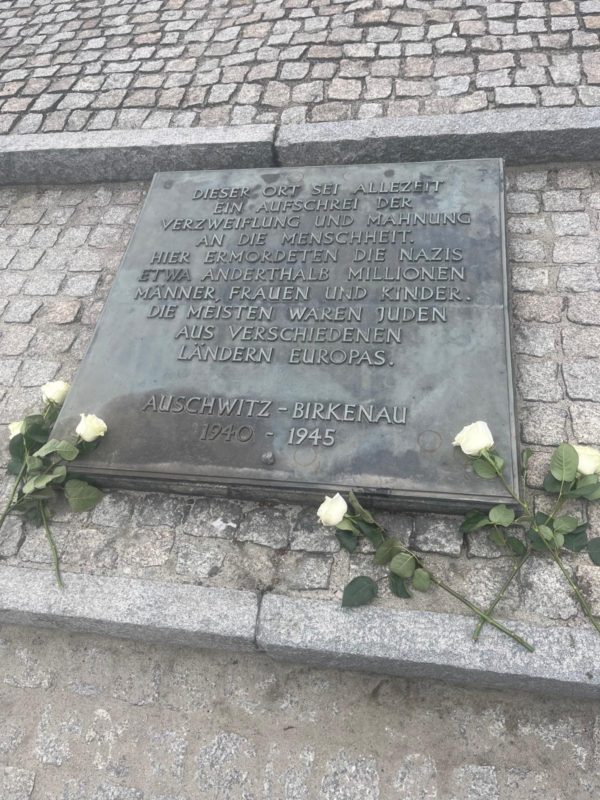 DIESER ORT SEI ALLEZEIT
EIN AUFSCHREI DER
VERZWEIFLUNG UND MAHNUNG
AN DIE MENSCHHEIT.
HIER ERMORDETEN DIE NAZIS
ETWA ANDERTHALB MILLIONEN
MÄNNER, FRAUEN UND KINDER.
DIE MEISTEN WAREN JUDEN
AUS VERSCHIEDENEN
LÄNDERN EUROPAS.
AUSCHWITZ - BIRKENAU
1940 - 1945